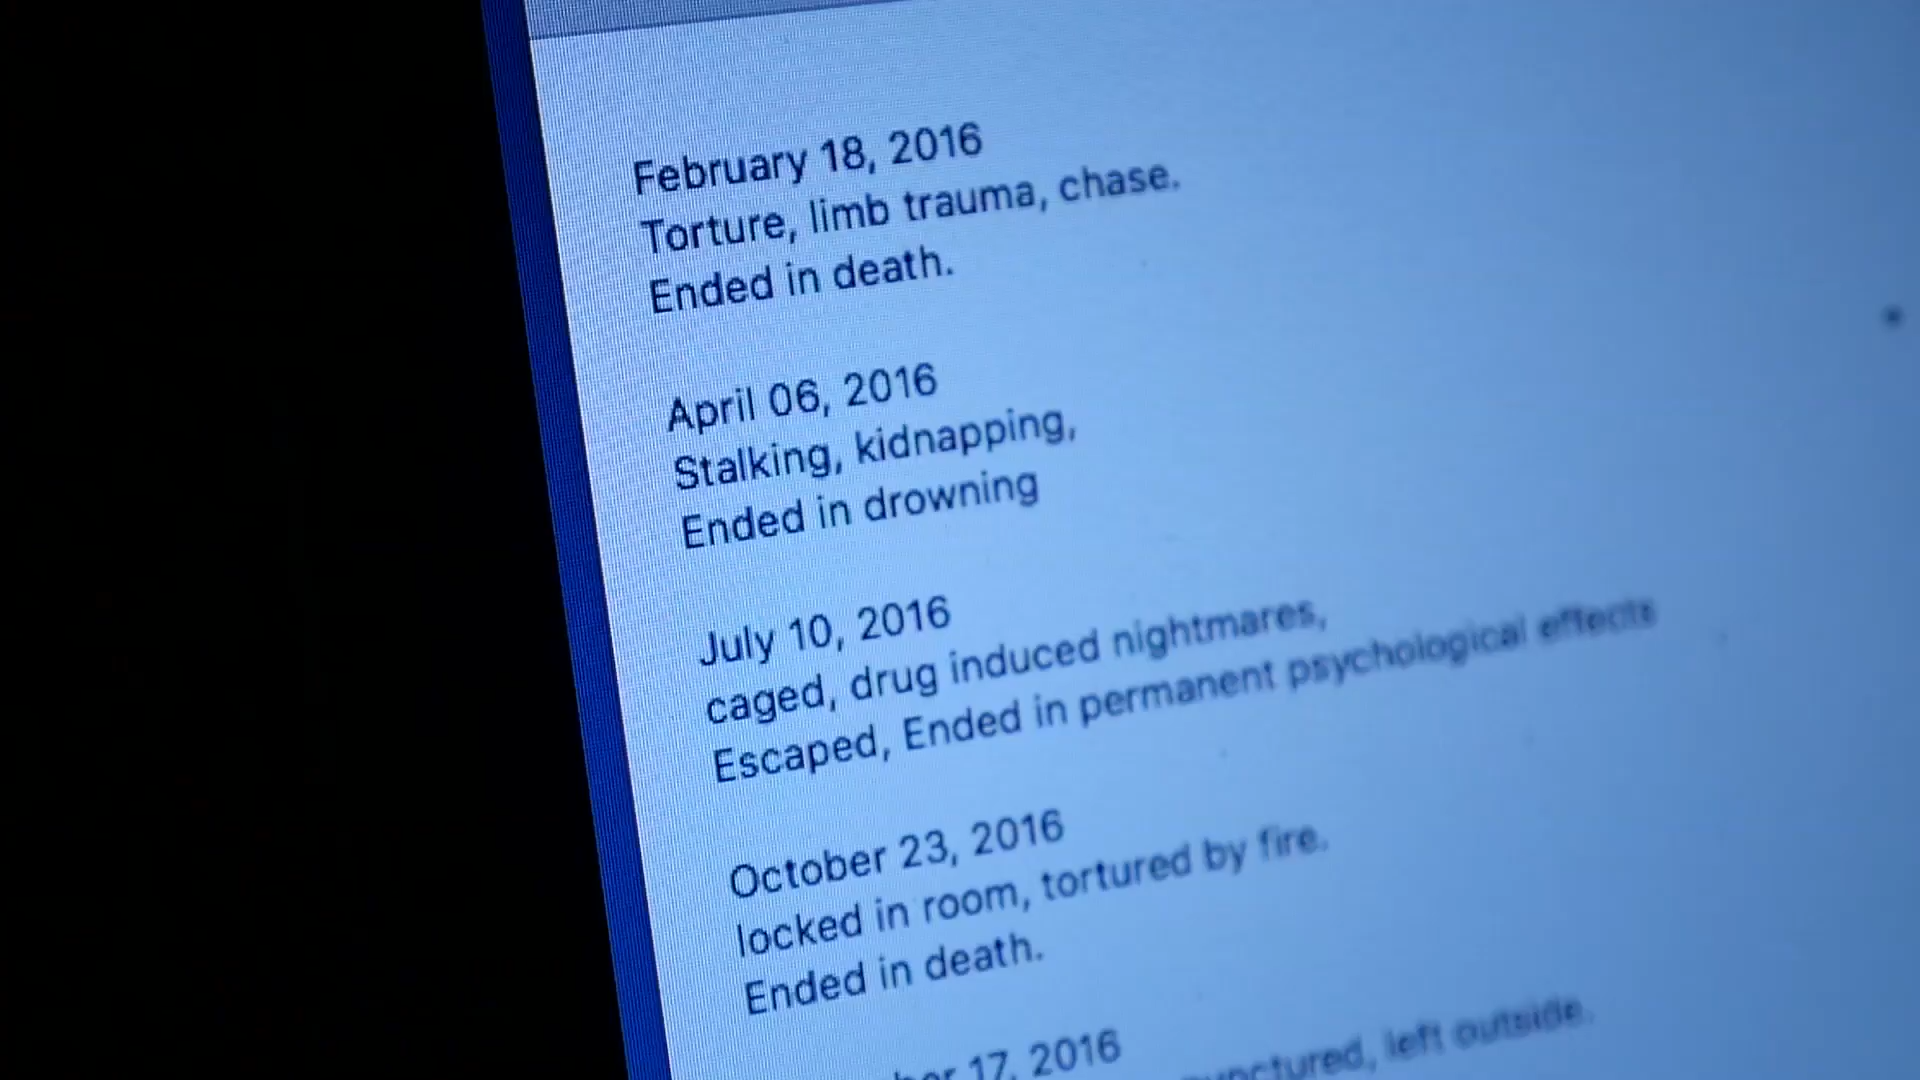 February 18, 2016
Torture, limb trauma, chase.
Ended in death.
April 06, 2016
Stalking, kidnapping,
Ended in drowning
July 10, 2016
caged, drug induced nightmares,
Escaped, Ended in permanent psychological effects
October 23, 2016
locked in room, tortured by fire.
Ended in death.
17, 2016
left outside.